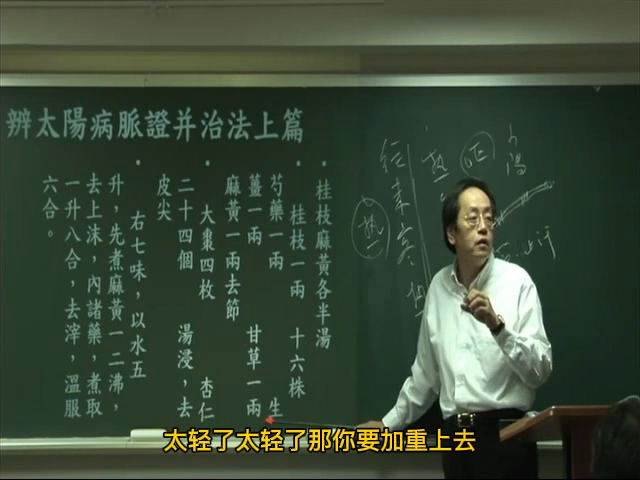 辨太陽病脈證并治法上篇
・桂枝麻黃各半湯
・桂枝一兩 十六株
芍藥一兩 生
薑一兩 甘草一兩
麻黃一兩去節
・大棗四枚 杏仁
二十四個 湯浸，去
皮尖
・右七味，以水五
升，先煮麻黃一二沸，
去上沫，內諸藥，煮取
一升八合，去滓，溫服
六合。
陽
熱
太轻了太轻了那你要加重上去